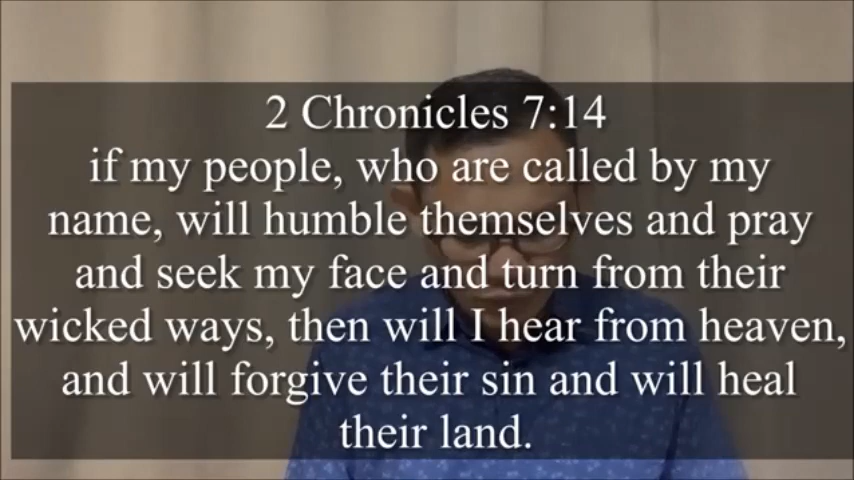 2 Chronicles 7:14
if my people, who are called by my
name, will humble themselves and pray
and seek my face and turn from their
wicked ways, then will I hear from heaven,
and will forgive their sin and will heal
their land.